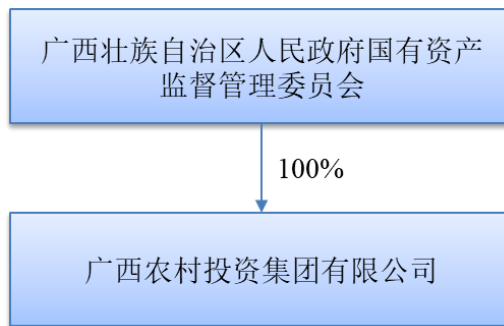 广西壮族自治区人民政府国有资产
监督管理委员会
100%
广西农村投资集团有限公司